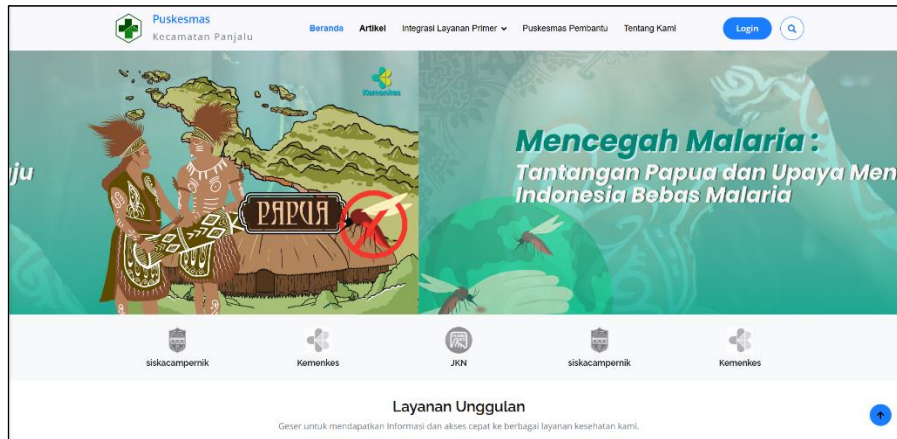 Puskesmas
Kecamatan Panjalu
Beranda Artikel Integrasi Layanan Primer Puskesmas Pembantu Tentang Kami Login
Kemenkes
PAPUA
Mencegah Malaria :
Tantangan Papua dan Upaya Men
Indonesia Bebas Malaria
siskacampernik Kemenkes JKN siskacampernik Kemenkes
Layanan Unggulan
Geser untuk mendapatkan Informasi dan akses cepat ke berbagai layanan kesehatan kami.